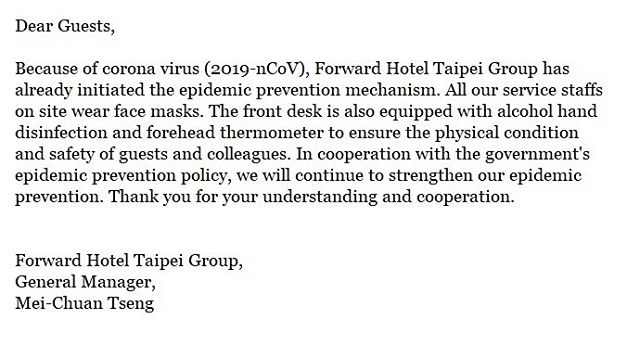 Dear Guests,
Because of corona virus (2019-nCoV), Forward Hotel Taipei Group has
already initiated the epidemic prevention mechanism. All our service staffs
on site wear face masks. The front desk is also equipped with alcohol hand
disinfection and forehead thermometer to ensure the physical condition
and safety of guests and colleagues. In cooperation with the government's
epidemic prevention policy, we will continue to strengthen our epidemic
prevention. Thank you for your understanding and cooperation.
Forward Hotel Taipei Group,
General Manager,
Mei-Chuan Tseng